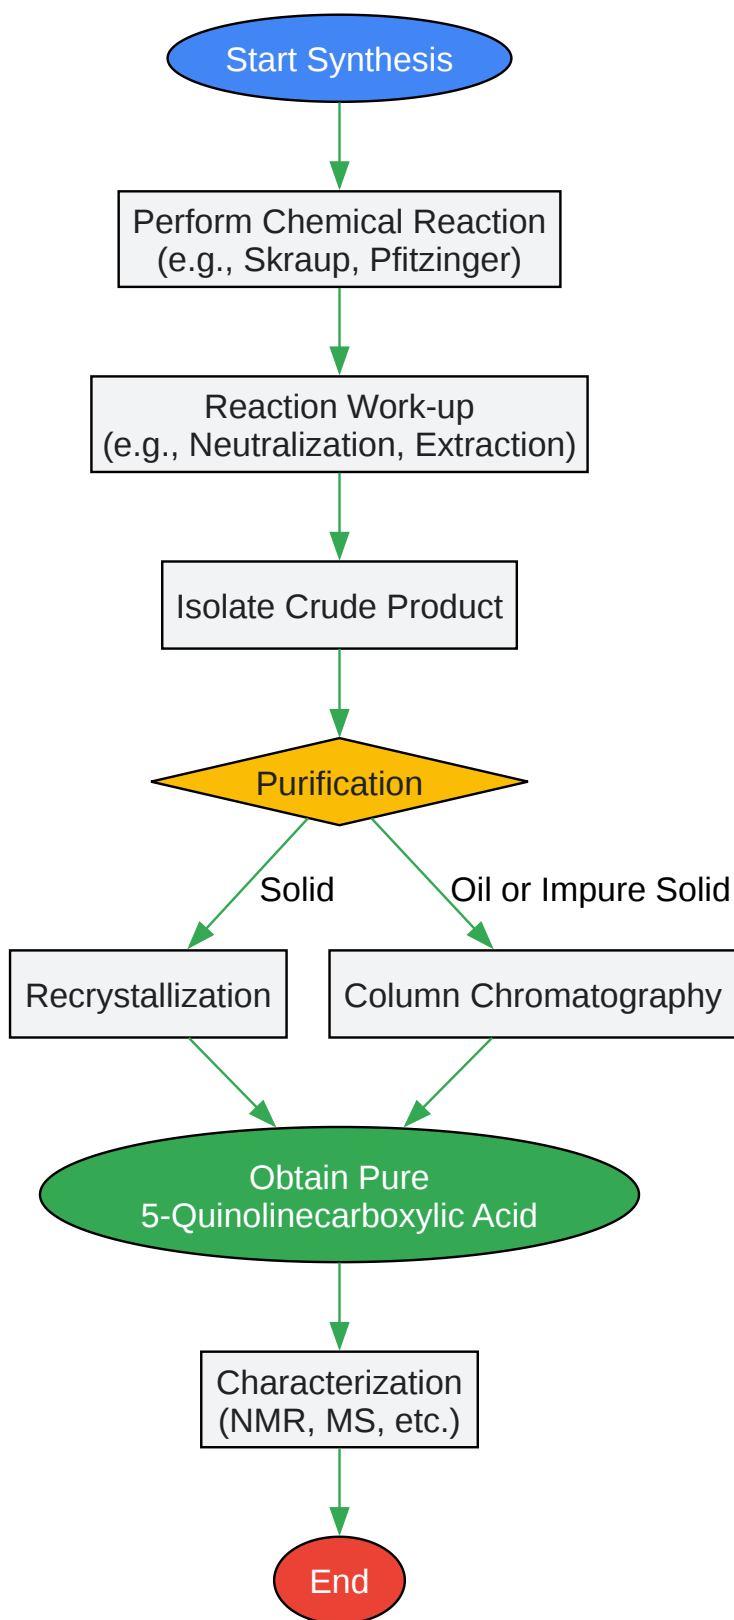 Start Synthesis
Perform Chemical Reaction
(e.g., Skraup, Pfitzinger)
Reaction Work-up
(e.g., Neutralization, Extraction)
Isolate Crude Product
Purification
Solid
Oil or Impure Solid
Recrystallization
Column Chromatography
Obtain Pure
5-Quinolinecarboxylic Acid
Characterization
(NMR, MS, etc.)
End